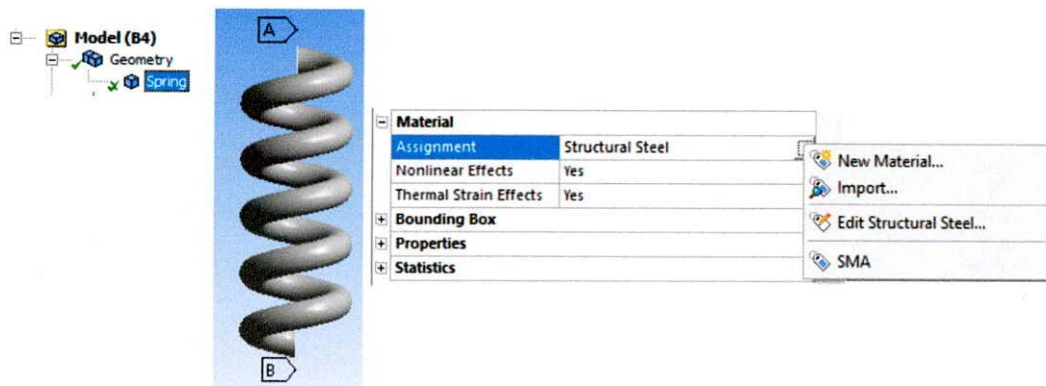 Model (B4)
Geometry
Spring
A
B
Material
Assignment Structural Steel
Nonlinear Effects Yes
Thermal Strain Effects Yes
Bounding Box
Properties
Statistics
New Material...
Import...
Edit Structural Steel...
SMA